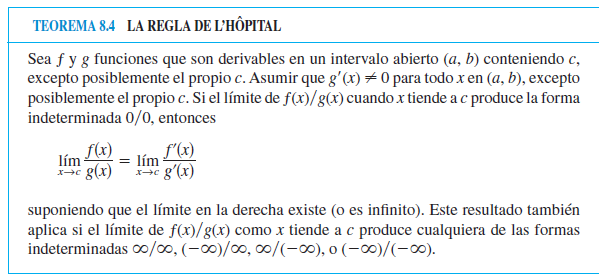 TEOREMA 8.4 LA REGLA DE L'HÔPITAL
Sea f y g funciones que son derivables en un intervalo abierto (a, b) conteniendo c,
excepto posiblemente el propio c. Asumir que g'(x) ≠ 0 para todo x en (a, b), excepto
posiblemente el propio c. Si el límite de f(x)/g(x) cuando x tiende a c produce la forma
indeterminada 0/0, entonces
lím x→c f(x)/g(x) = lím x→c f'(x)/g'(x)
suponiendo que el límite en la derecha existe (o es infinito). Este resultado también
aplica si el límite de f(x)/g(x) como x tiende a c produce cualquiera de las formas
indeterminadas ∞/∞, (−∞)/∞, ∞/(−∞), o (−∞)/(−∞).